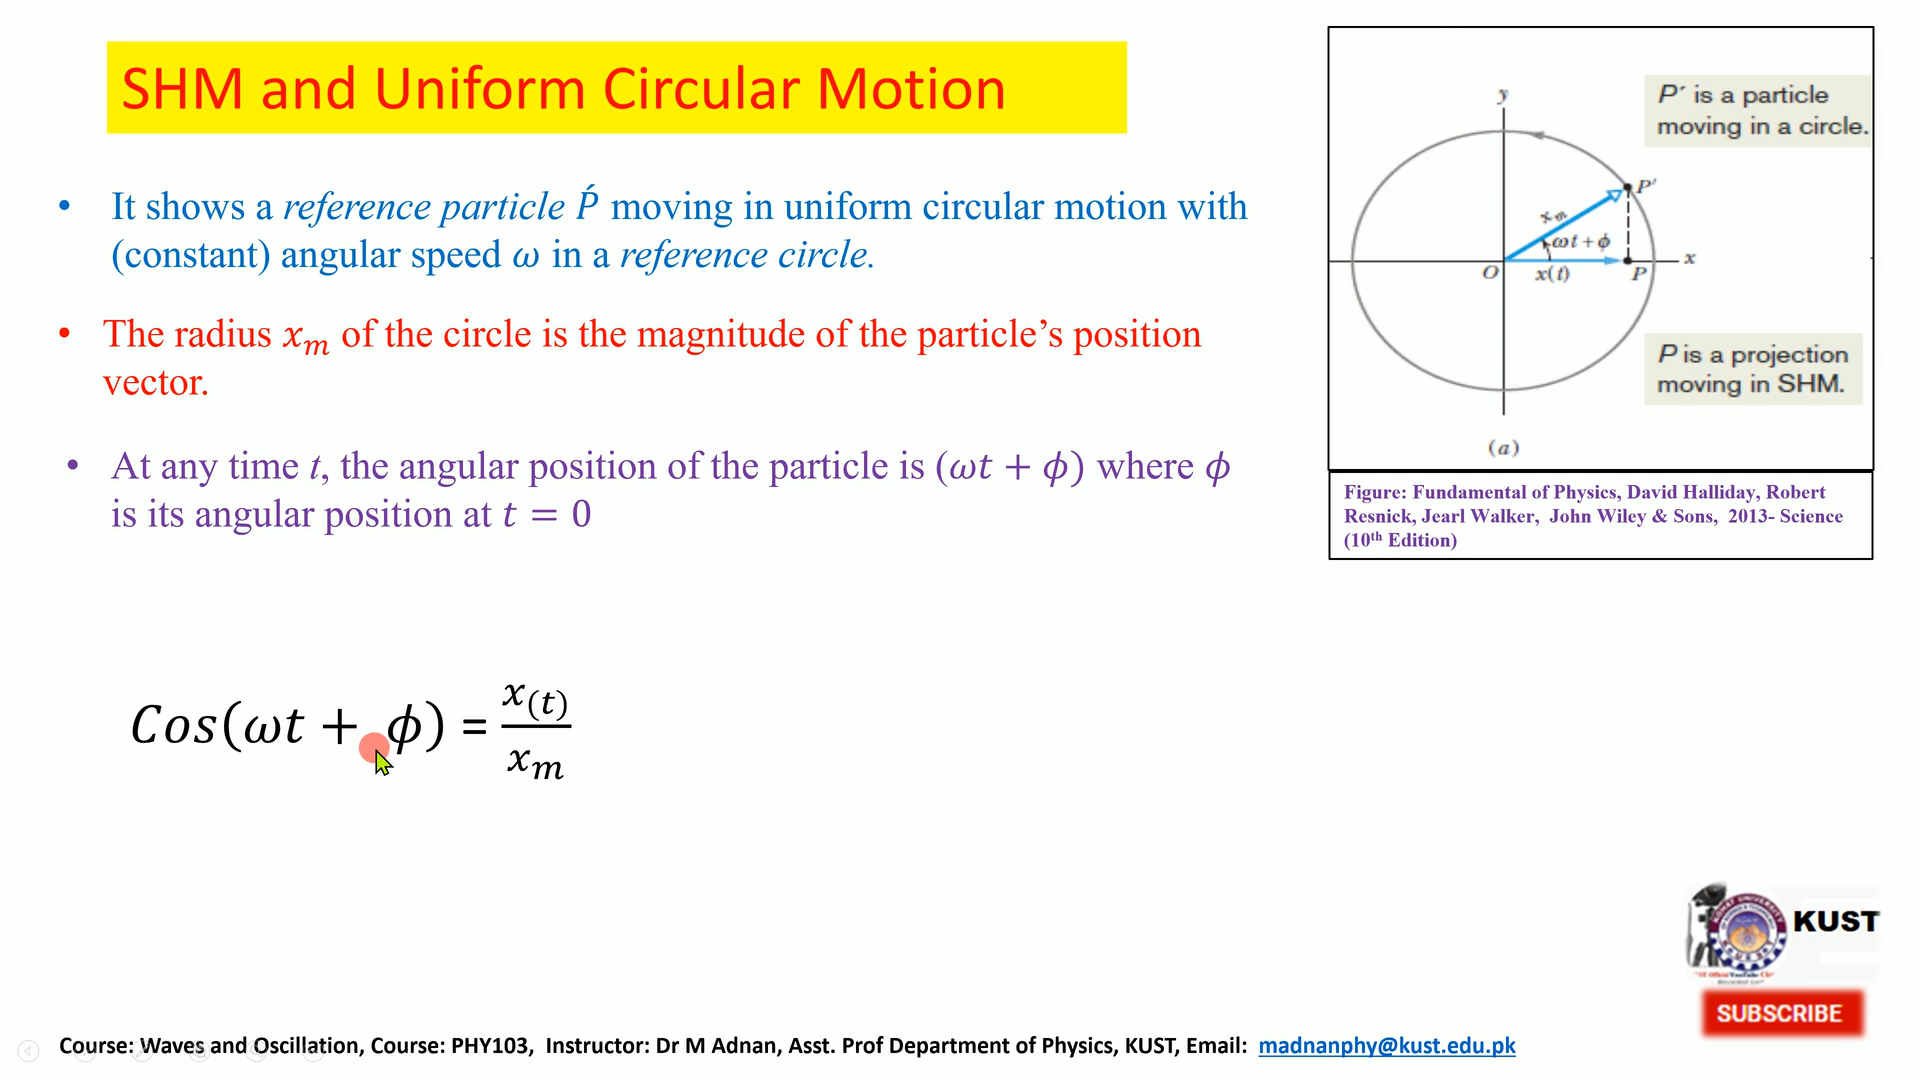 SHM and Uniform Circular Motion
• It shows a reference particle Ṕ moving in uniform circular motion with
(constant) angular speed ω in a reference circle.
• The radius xₘ of the circle is the magnitude of the particle’s position
vector.
• At any time t, the angular position of the particle is (ωt + ϕ) where ϕ
is its angular position at t = 0
Cos(ωt + ϕ) = x(t)/xₘ
y
P′ is a particle
moving in a circle.
P′
xₘ
ωt + ϕ
x
O
x(t)
P
P is a projection
moving in SHM.
(a)
Figure: Fundamental of Physics, David Halliday, Robert
Resnick, Jearl Walker, John Wiley & Sons, 2013- Science
(10th Edition)
KUST
SUBSCRIBE
Course: Waves and Oscillation, Course: PHY103, Instructor: Dr M Adnan, Asst. Prof Department of Physics, KUST, Email: madnanphy@kust.edu.pk